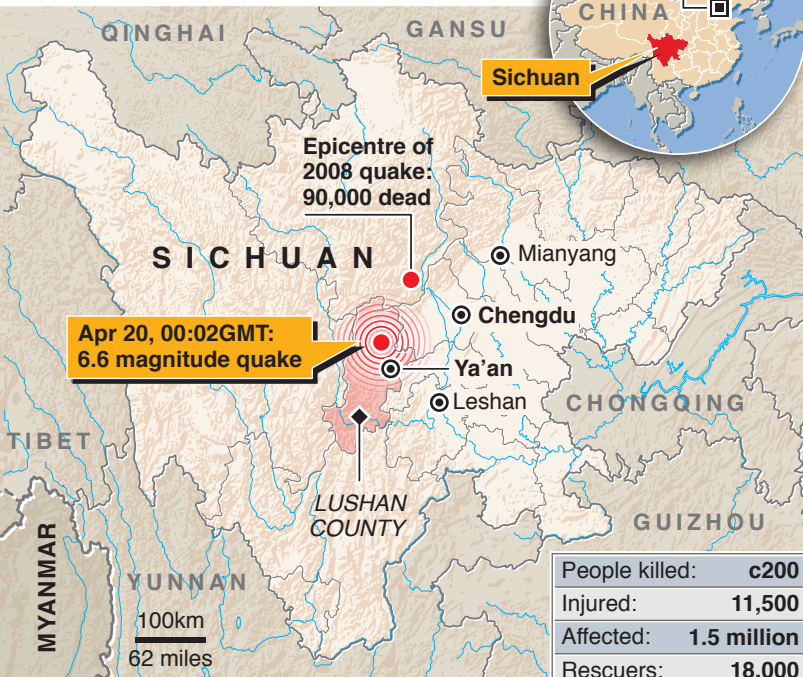 QINGHAI
GANSU
CHINA
Sichuan
Epicentre of
2008 quake:
90,000 dead
SICHUAN
Mianyang
Chengdu
Apr 20, 00:02GMT:
6.6 magnitude quake
Ya’an
Leshan
CHONGQING
TIBET
LUSHAN
COUNTY
GUIZHOU
MYANMAR
YUNNAN
100km
62 miles
People killed: c200
Injured: 11,500
Affected: 1.5 million
Rescuers: 18,000